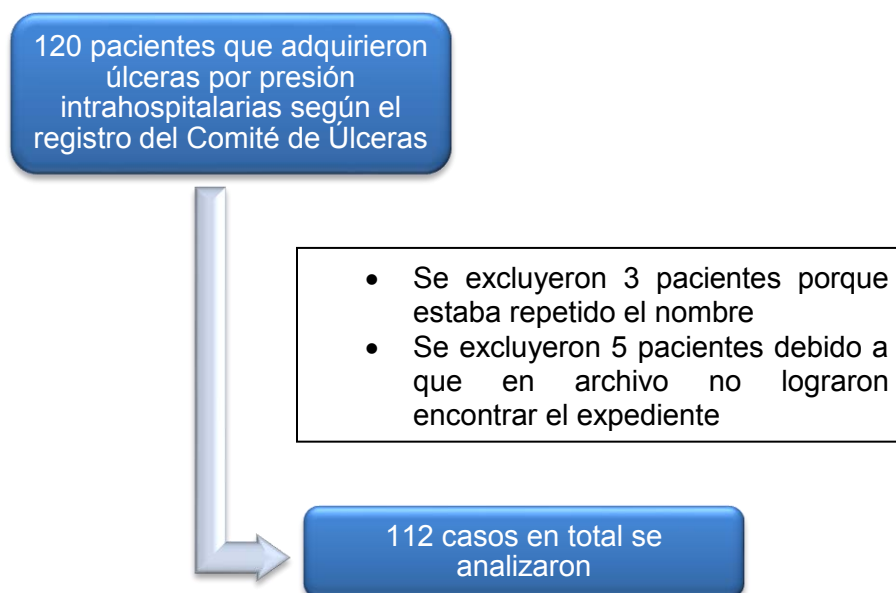 120 pacientes que adquirieron
úlceras por presión
intrahospitalarias según el
registro del Comité de Úlceras
• Se excluyeron 3 pacientes porque
estaba repetido el nombre
• Se excluyeron 5 pacientes debido a
que en archivo no lograron
encontrar el expediente
112 casos en total se
analizaron